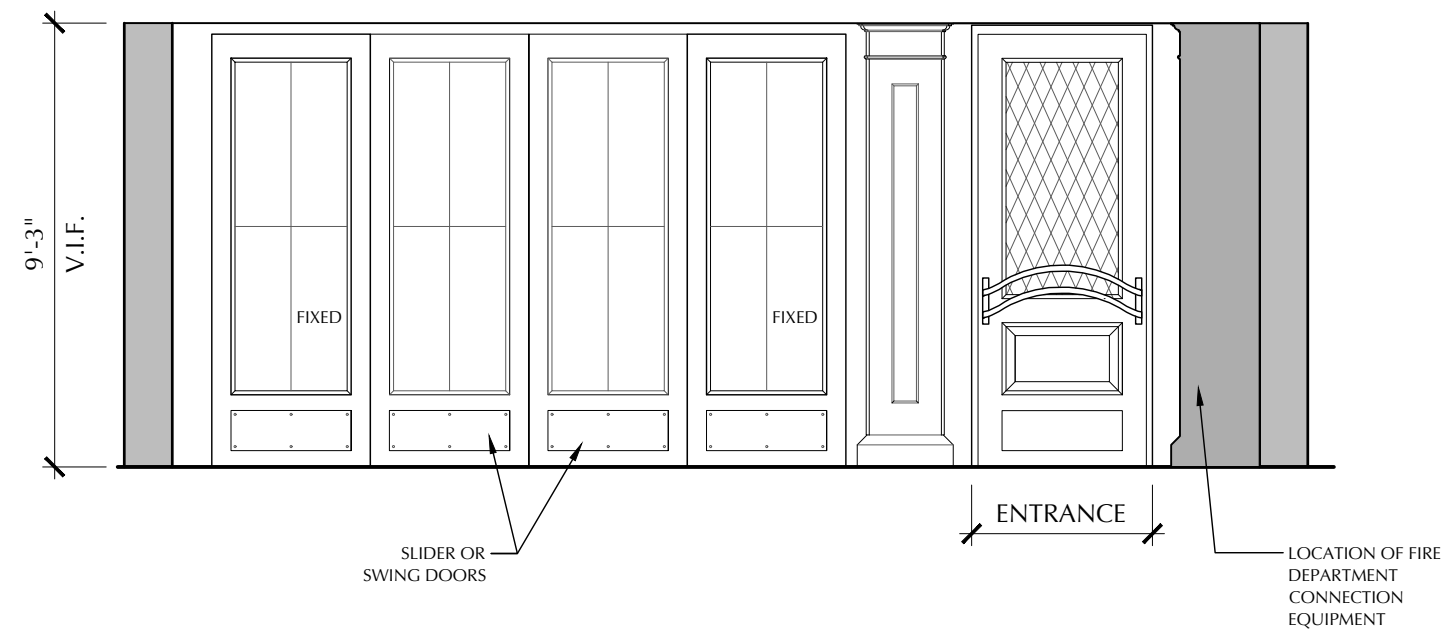 9'-3"
V.I.F.
FIXED
FIXED
ENTRANCE
SLIDER OR
SWING DOORS
LOCATION OF FIRE
DEPARTMENT
CONNECTION
EQUIPMENT